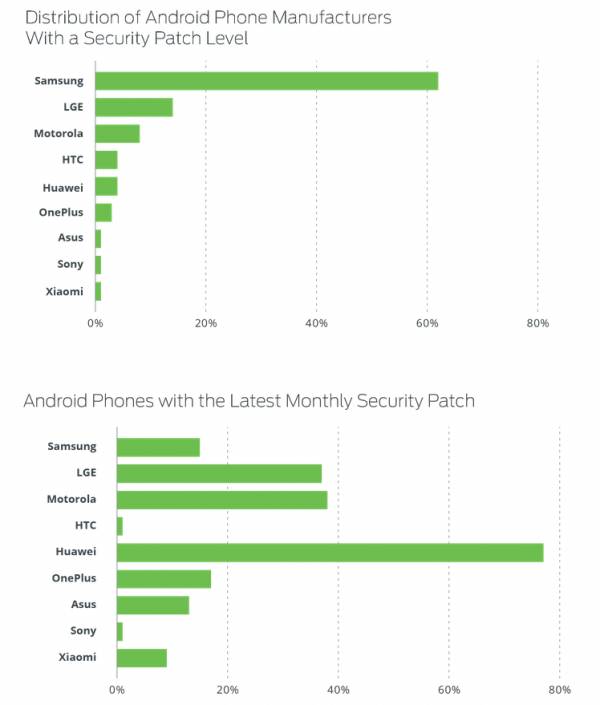 Distribution of Android Phone Manufacturers
With a Security Patch Level
Samsung
LGE
Motorola
HTC
Huawei
OnePlus
Asus
Sony
Xiaomi
0% 20% 40% 60% 80%
Android Phones with the Latest Monthly Security Patch
Samsung
LGE
Motorola
HTC
Huawei
OnePlus
Asus
Sony
Xiaomi
0% 20% 40% 60% 80%